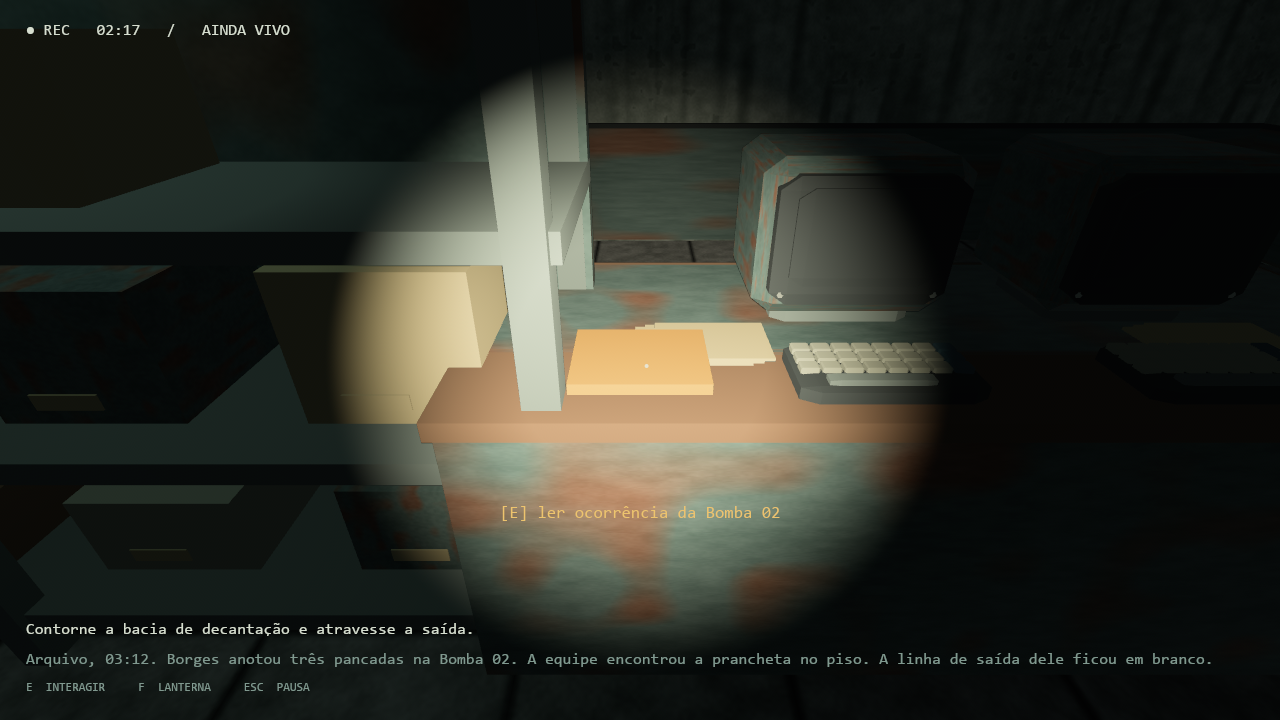 ● REC 02:17 / AINDA VIVO
[E] ler ocorrência da Bomba 02
Contorne a bacia de decantação e atravesse a saída.
Arquivo, 03:12. Borges anotou três pancadas na Bomba 02. A equipe encontrou a prancheta no piso. A linha de saída dele ficou em branco.
E INTERAGIR F LANTERNA ESC PAUSA